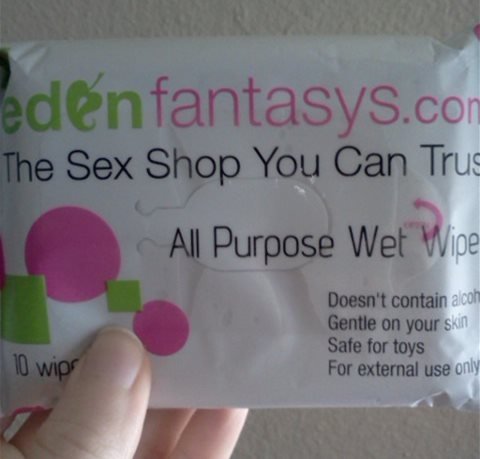 edenfantasys.com
The Sex Shop You Can Trus
All Purpose Wet Wipe
Doesn't contain alcoh
Gentle on your skin
Safe for toys
For external use only
10 wipe